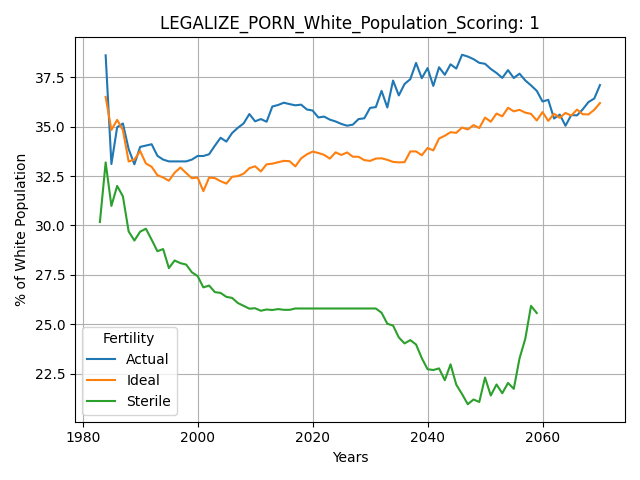 LEGALIZE_PORN_White_Population_Scoring: 1
% of White Population
37.5
35.0
32.5
30.0
27.5
25.0
22.5
Fertility
Actual
Ideal
Sterile
1980
2000
2020
2040
2060
Years